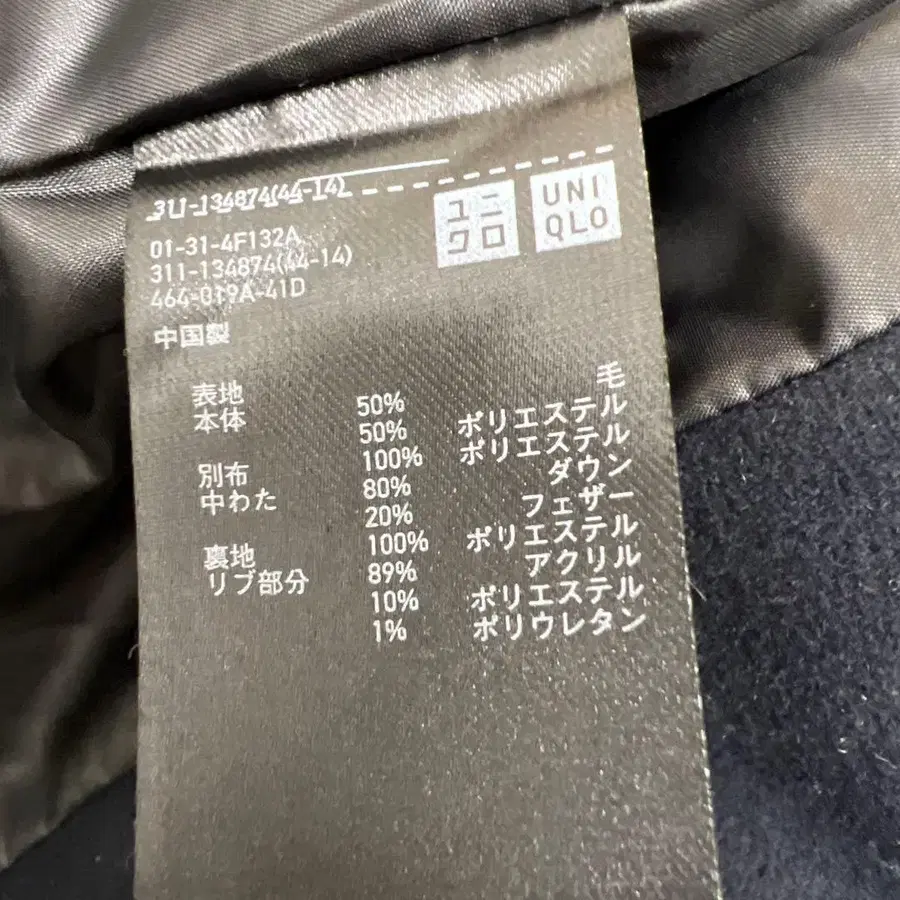 311-134874(44-14)
ユニ
クロ
UNI
QLO
01-31-4F132A
311-134874(44-14)
464-019A-41D
中国製
表地
本体 50% 毛
50% ポリエステル
別布 100% ポリエステル
中わた 80% ダウン
20% フェザー
裏地 100% ポリエステル
リブ部分 89% アクリル
10% ポリエステル
1% ポリウレタン